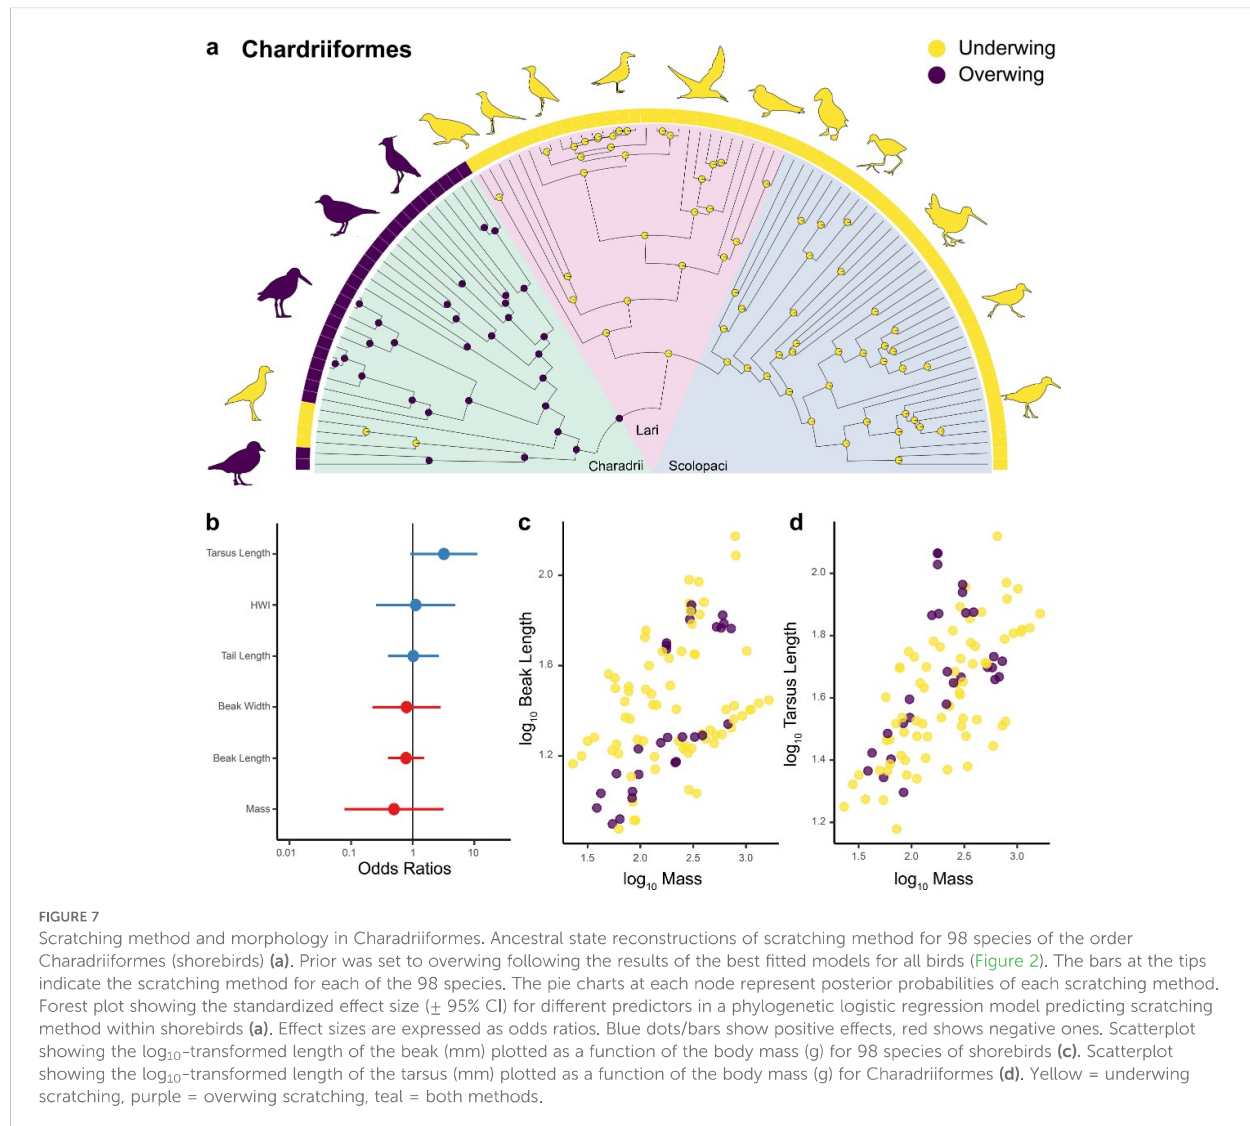 a Chardriiformes
Underwing
Overwing
Lari
Charadrii
Scolopaci
b
Tarsus Length
HWI
Tail Length
Beak Width
Beak Length
Mass
0.01 0.1 1 10
Odds Ratios
c
log10 Beak Length
2.0
1.6
1.2
1.5 2.0 2.5 3.0
log10 Mass
d
log10 Tarsus Length
2.0
1.8
1.6
1.4
1.2
1.5 2.0 2.5 3.0
log10 Mass
FIGURE 7
Scratching method and morphology in Charadriiformes. Ancestral state reconstructions of scratching method for 98 species of the order
Charadriiformes (shorebirds) (a). Prior was set to overwing following the results of the best fitted models for all birds (Figure 2). The bars at the tips
indicate the scratching method for each of the 98 species. The pie charts at each node represent posterior probabilities of each scratching method.
Forest plot showing the standardized effect size (± 95% CI) for different predictors in a phylogenetic logistic regression model predicting scratching
method within shorebirds (a). Effect sizes are expressed as odds ratios. Blue dots/bars show positive effects, red shows negative ones. Scatterplot
showing the log10-transformed length of the beak (mm) plotted as a function of the body mass (g) for 98 species of shorebirds (c). Scatterplot
showing the log10-transformed length of the tarsus (mm) plotted as a function of the body mass (g) for Charadriiformes (d). Yellow = underwing
scratching, purple = overwing scratching, teal = both methods.